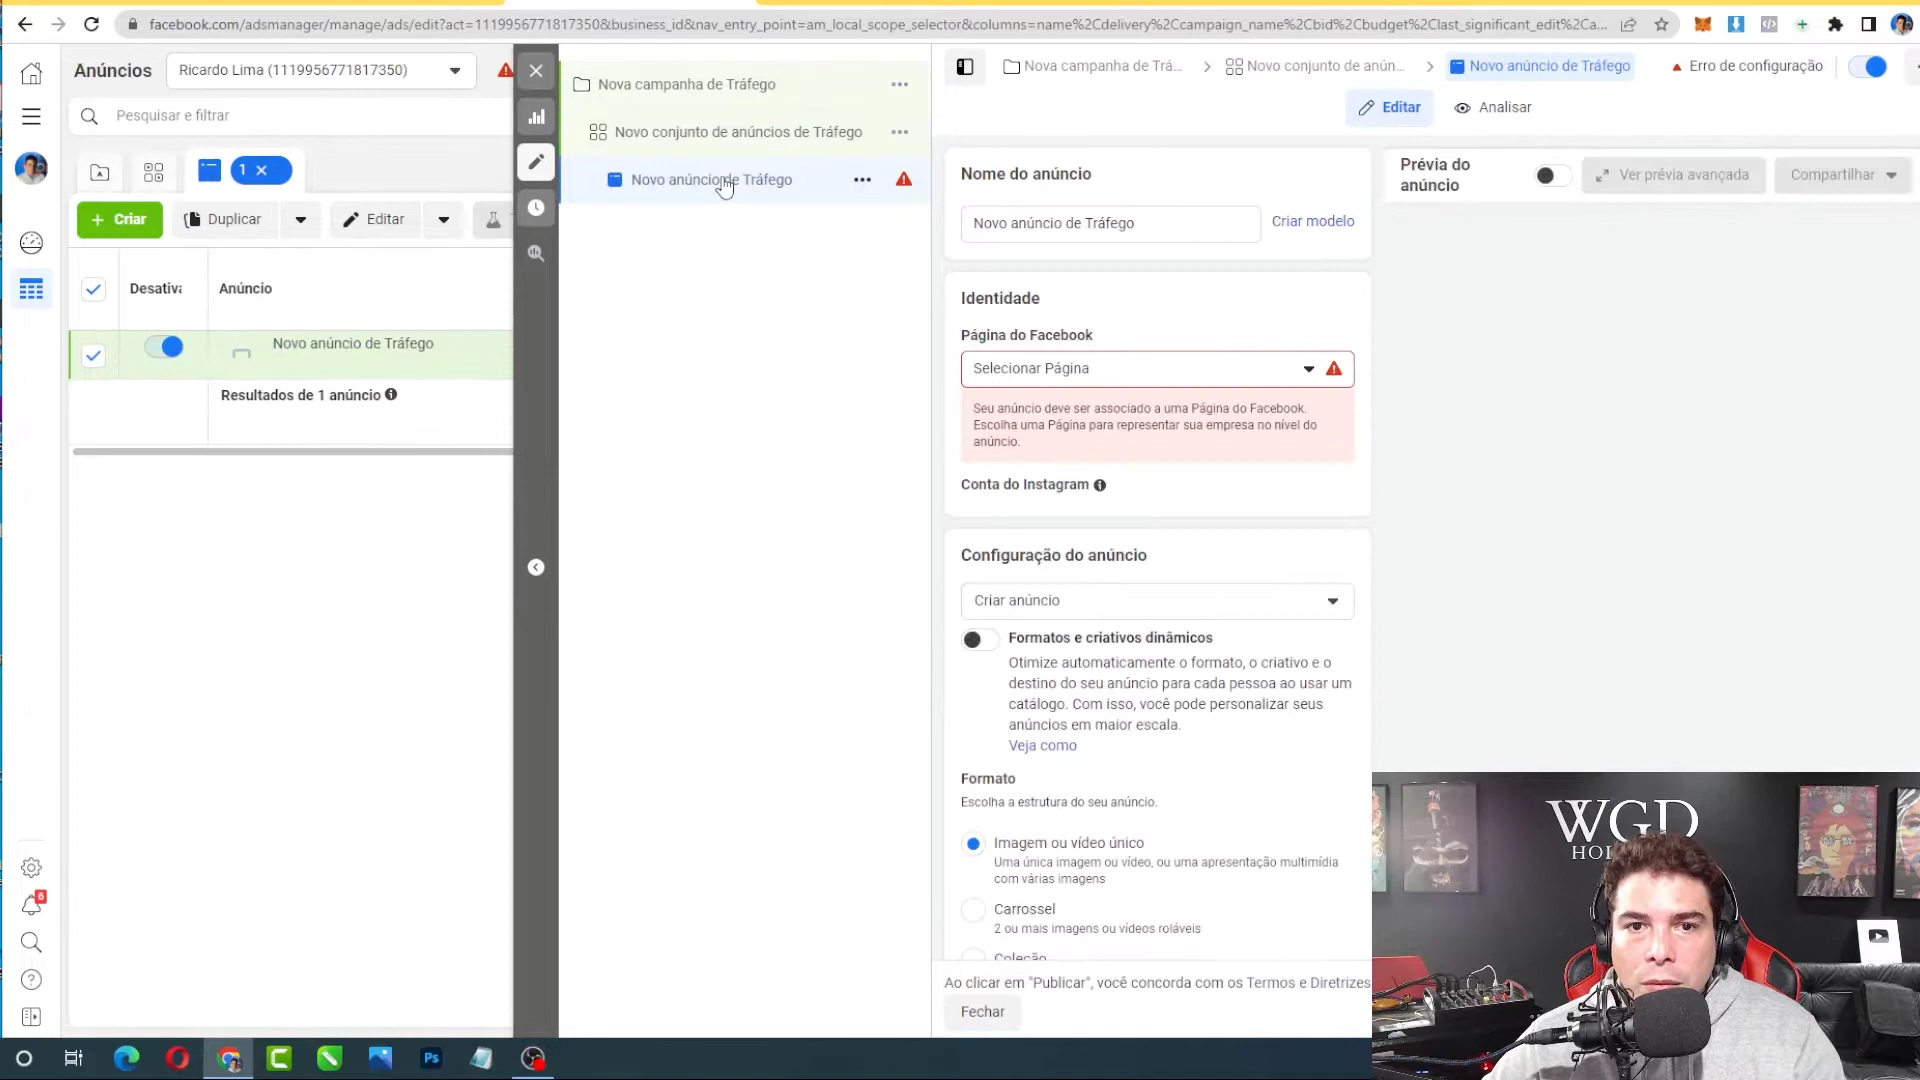 facebook.com/adsmanager/manage/ads/edit?act=1119956771817350&business_id&nav_entry_point=am_local_scope_selector&columns=name%2Cdelivery%2Ccampaign_name%2Cbid%2Cbudget%2Clast_significant_edit%2Ca...
Anúncios
Ricardo Lima (1119956771817350)
Pesquisar e filtrar
1
Criar
Duplicar
Editar
Desativa
Anúncio
Novo anúncio de Tráfego
Resultados de 1 anúncio
6
Nova campanha de Tráfego
Novo conjunto de anúncios de Tráfego
Novo anúncio de Tráfego
Nova campanha de Trá...
Novo conjunto de anún...
Novo anúncio de Tráfego
Erro de configuração
Editar
Analisar
Nome do anúncio
Novo anúncio de Tráfego
Criar modelo
Identidade
Página do Facebook
Selecionar Página
Seu anúncio deve ser associado a uma Página do Facebook.
Escolha uma Página para representar sua empresa no nível do
anúncio.
Conta do Instagram
Configuração do anúncio
Criar anúncio
Formatos e criativos dinâmicos
Otimize automaticamente o formato, o criativo e o
destino do seu anúncio para cada pessoa ao usar um
catálogo. Com isso, você pode personalizar seus
anúncios em maior escala.
Veja como
Formato
Escolha a estrutura do seu anúncio.
Imagem ou vídeo único
Uma única imagem ou vídeo, ou uma apresentação multimídia
com várias imagens
Carrossel
2 ou mais imagens ou vídeos roláveis
Coleção
Ao clicar em "Publicar", você concorda com os Termos e Diretrizes
Fechar
Prévia do
anúncio
Ver prévia avançada
Compartilhar
WGD
HOL
Ps